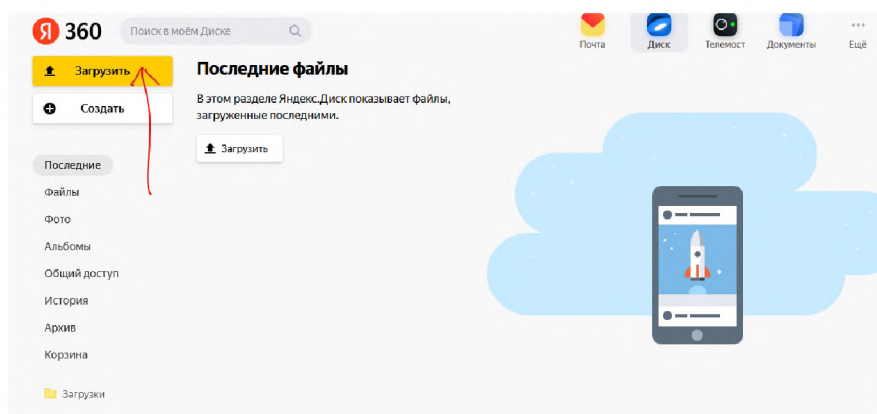 Я 360
Поиск в моём Диске
Почта
Диск
Телемост
Документы
Ещё
Загрузить
Создать
Последние
Файлы
Фото
Альбомы
Общий доступ
История
Архив
Корзина
Загрузки
Последние файлы
В этом разделе Яндекс.Диск показывает файлы,
загруженные последними.
Загрузить